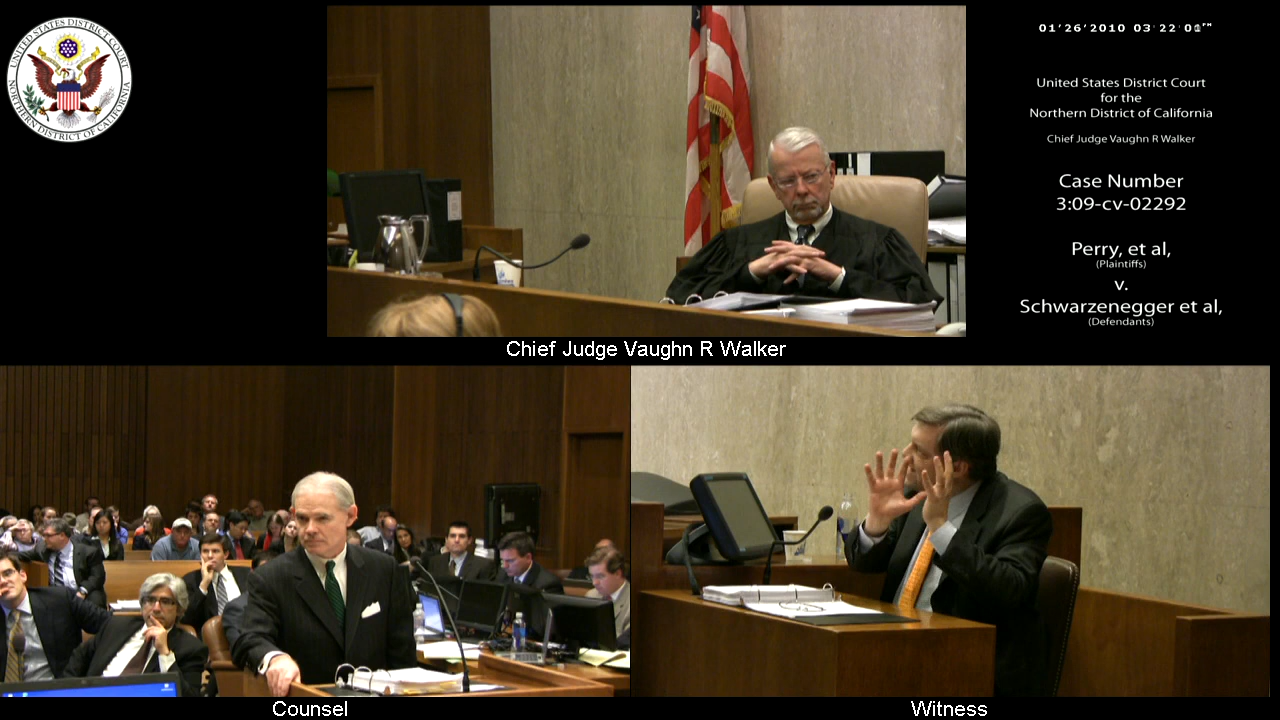 UNITED STATES DISTRICT COURT
NORTHERN DISTRICT OF CALIFORNIA
01'26'2010 03 22 01 PM
United States District Court
for the
Northern District of California
Chief Judge Vaughn R Walker
Case Number
3:09-cv-02292
Perry, et al,
(Plaintiffs)
v.
Schwarzenegger et al,
(Defendants)
Chief Judge Vaughn R Walker
Counsel
Witness